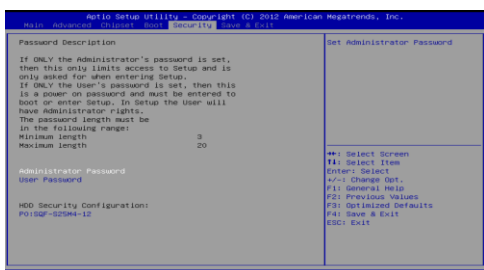 Aptio Setup Utility - Copyright (C) 2012 American Megatrends, Inc.
Main Advanced Chipset Boot Security Save & Exit
Password Description
If ONLY the Administrator's password is set,
then this only limits access to Setup and is
only asked for when entering Setup.
If ONLY the User's password is set, then this
is a power on password and must be entered to
boot or enter Setup. In Setup the User will
have Administrator rights.
The password length must be
in the following range:
Minimum length 3
Maximum length 20
Administrator Password
User Password
HDD Security Configuration:
P0:SQF-S25M4-12
Set Administrator Password
→←: Select Screen
↑↓: Select Item
Enter: Select
+/-: Change Opt.
F1: General Help
F2: Previous Values
F3: Optimized Defaults
F4: Save & Exit
ESC: Exit